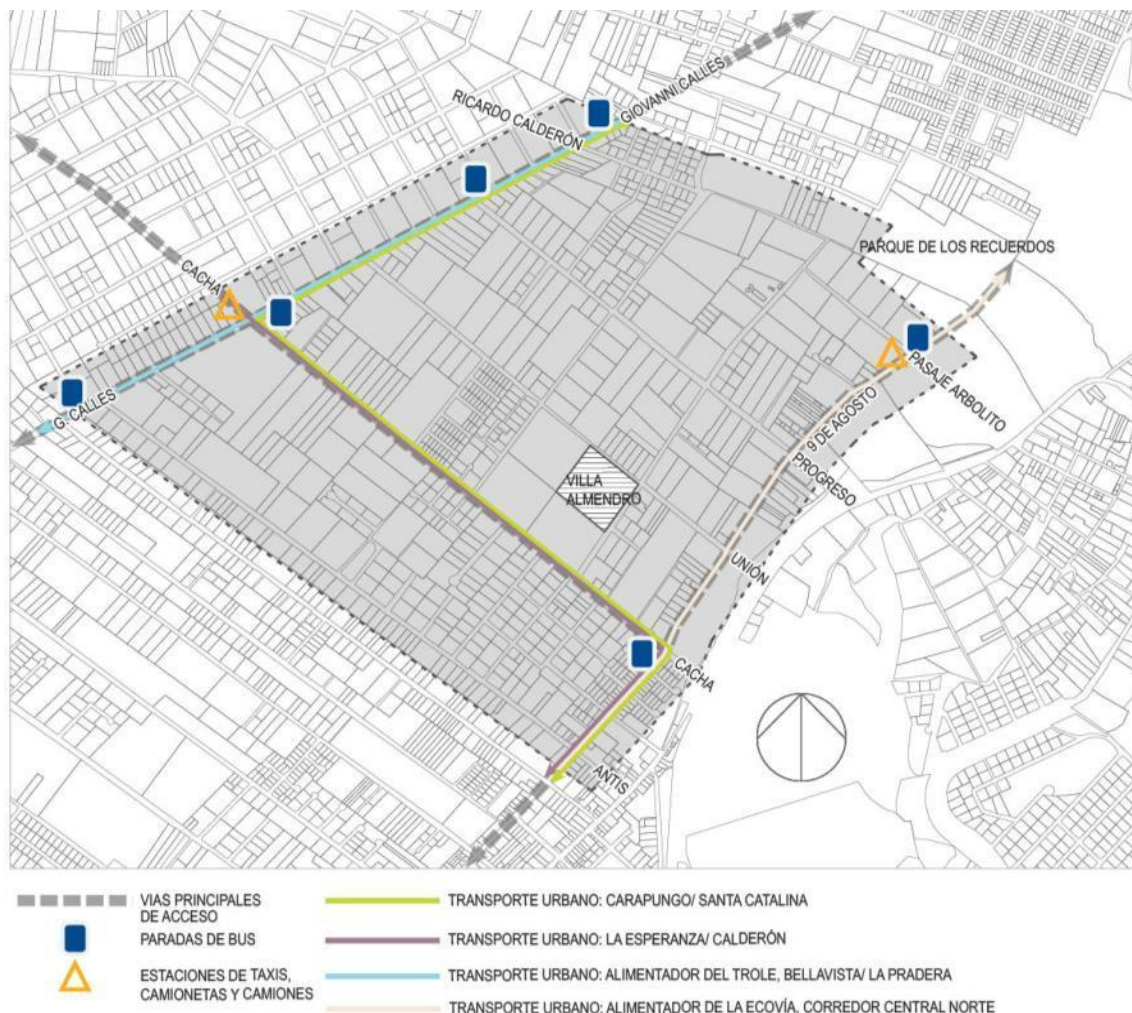 RICARDO CALDERÓN
GIOVANNI CALLES
CACHA
PARQUE DE LOS RECUERDOS
G. CALLES
PASAJE ARBOLITO
9 DE AGOSTO
PROGRESO
VILLA
ALMENDRO
UNIÓN
CACHA
ANTIS
VIAS PRINCIPALES
DE ACCESO
PARADAS DE BUS
ESTACIONES DE TAXIS,
CAMIONETAS Y CAMIONES
TRANSPORTE URBANO: CARAPUNGO/ SANTA CATALINA
TRANSPORTE URBANO: LA ESPERANZA/ CALDERÓN
TRANSPORTE URBANO: ALIMENTADOR DEL TROLE, BELLAVISTA/ LA PRADERA
TRANSPORTE URBANO: ALIMENTADOR DE LA ECOVÍA, CORREDOR CENTRAL NORTE